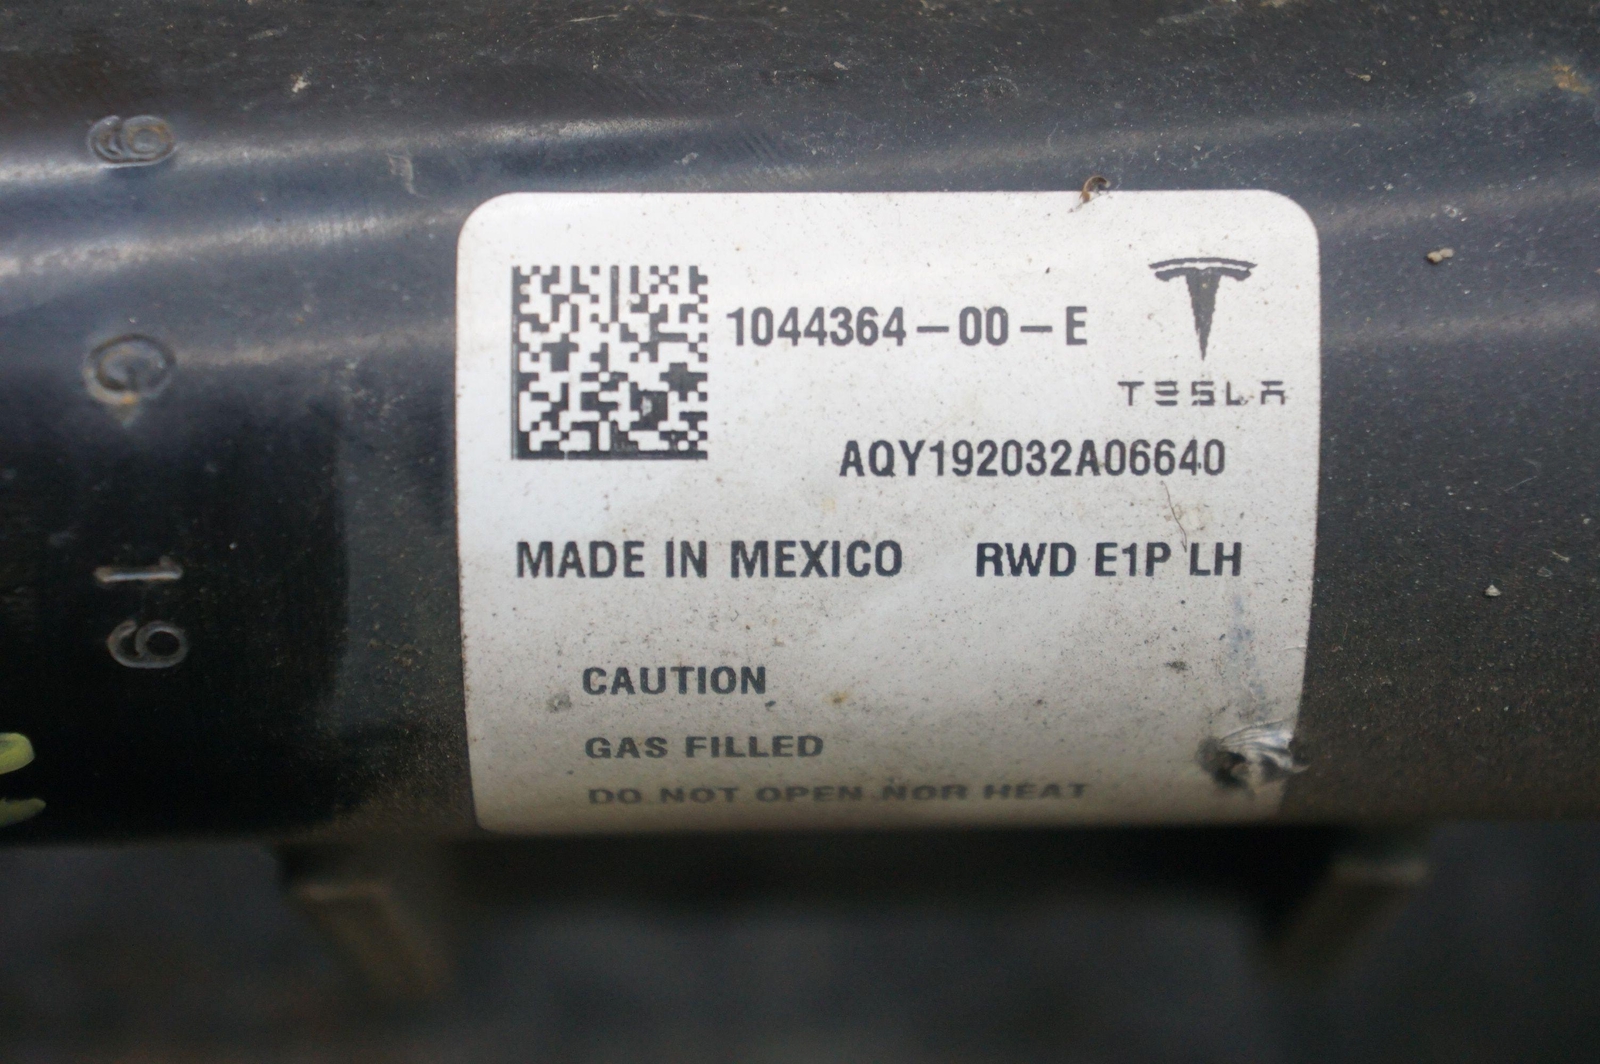 1044364-00-E
TESLA
AQY192032A06640
MADE IN MEXICO RWD E1P LH
CAUTION
GAS FILLED
DO NOT OPEN NOR HEAT
G
19